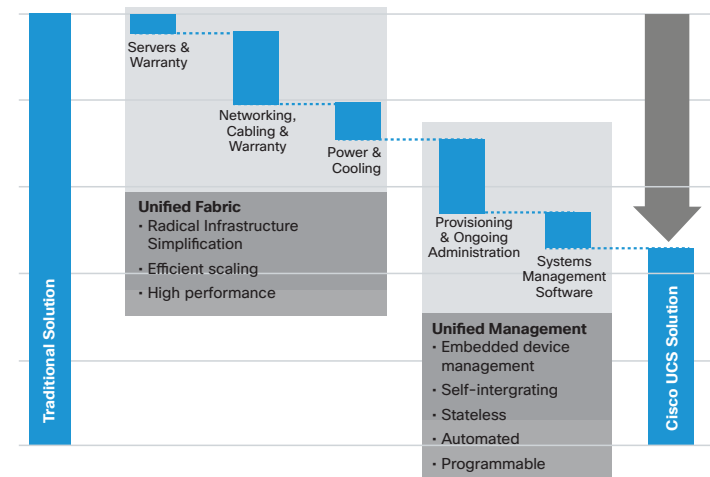 Traditional Solution
Servers &
Warranty
Networking,
Cabling &
Warranty
Power &
Cooling
Unified Fabric
· Radical Infrastructure
Simplification
· Efficient scaling
· High performance
Provisioning
& Ongoing
Administration
Systems
Management
Software
Unified Management
· Embedded device
management
· Self-intergrating
· Stateless
· Automated
· Programmable
Cisco UCS Solution